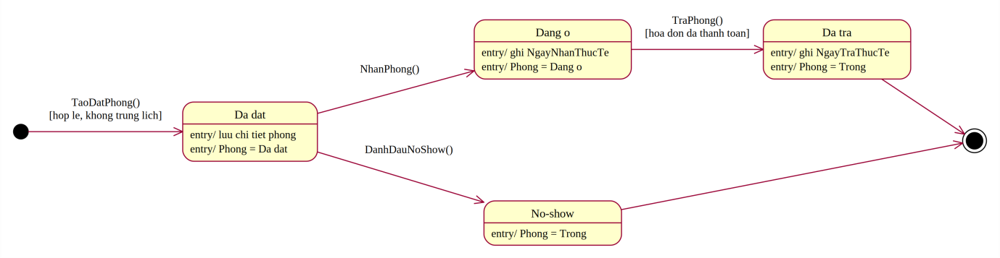 TaoDatPhong()
[hop le, khong trung lich]
Da dat
entry/ luu chi tiet phong
entry/ Phong = Da dat
NhanPhong()
DanhDauNoShow()
Dang o
entry/ ghi NgayNhanThucTe
entry/ Phong = Dang o
No-show
entry/ Phong = Trong
TraPhong()
[hoa don da thanh toan]
Da tra
entry/ ghi NgayTraThucTe
entry/ Phong = Trong